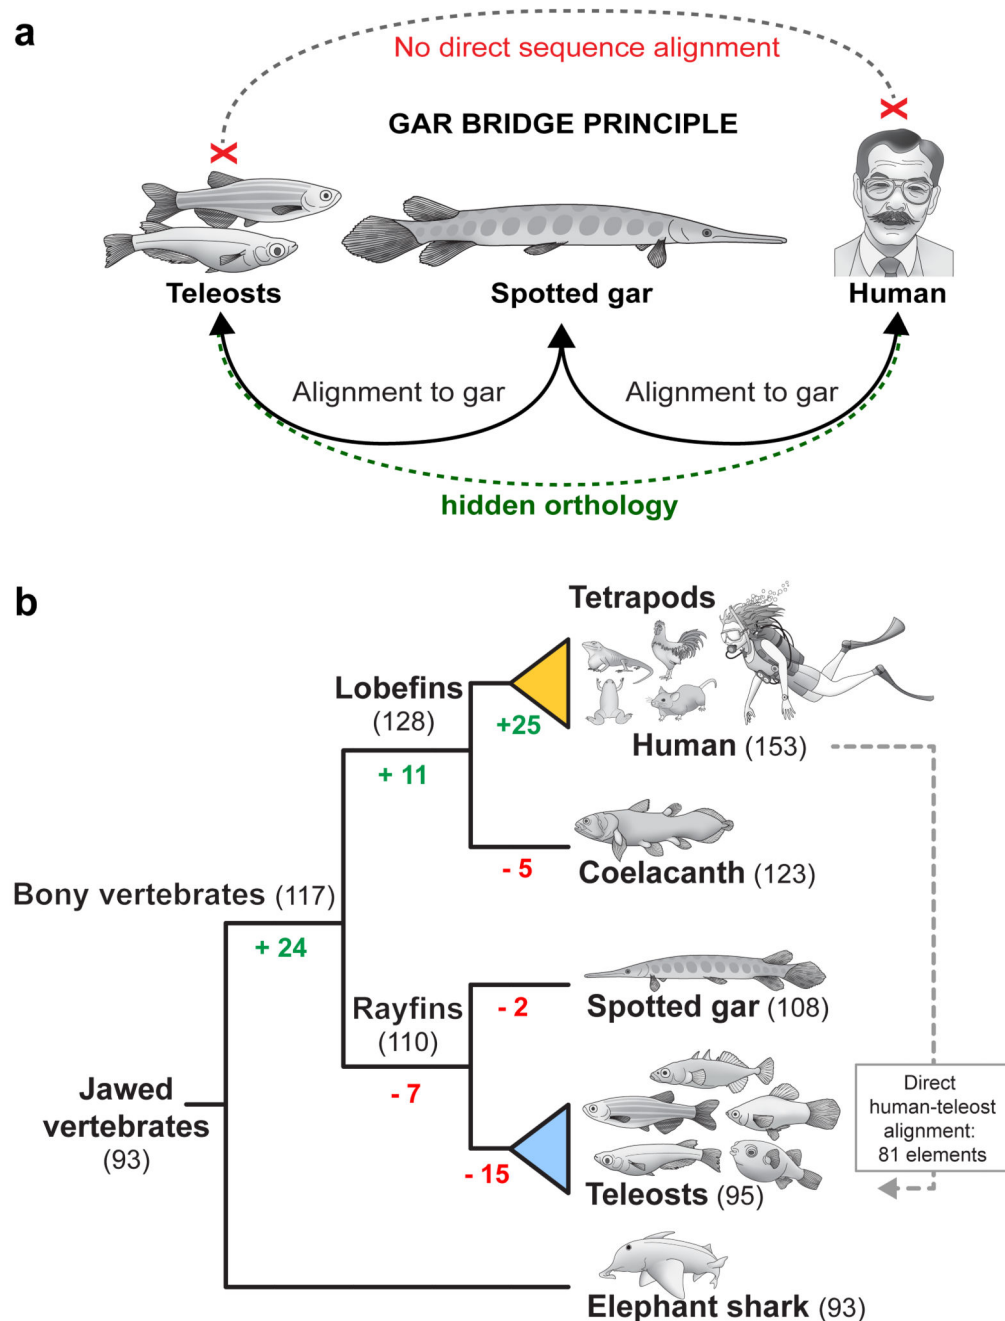 a
No direct sequence alignment
X
X
GAR BRIDGE PRINCIPLE
Teleosts
Spotted gar
Human
Alignment to gar
Alignment to gar
hidden orthology
b
Tetrapods
Lobefins
(128)
+25
Human (153)
+ 11
- 5
Coelacanth (123)
Bony vertebrates (117)
+ 24
Rayfins
(110)
- 2
Spotted gar (108)
- 7
Jawed
vertebrates
(93)
Direct
human-teleost
alignment:
81 elements
- 15
Teleosts (95)
Elephant shark (93)